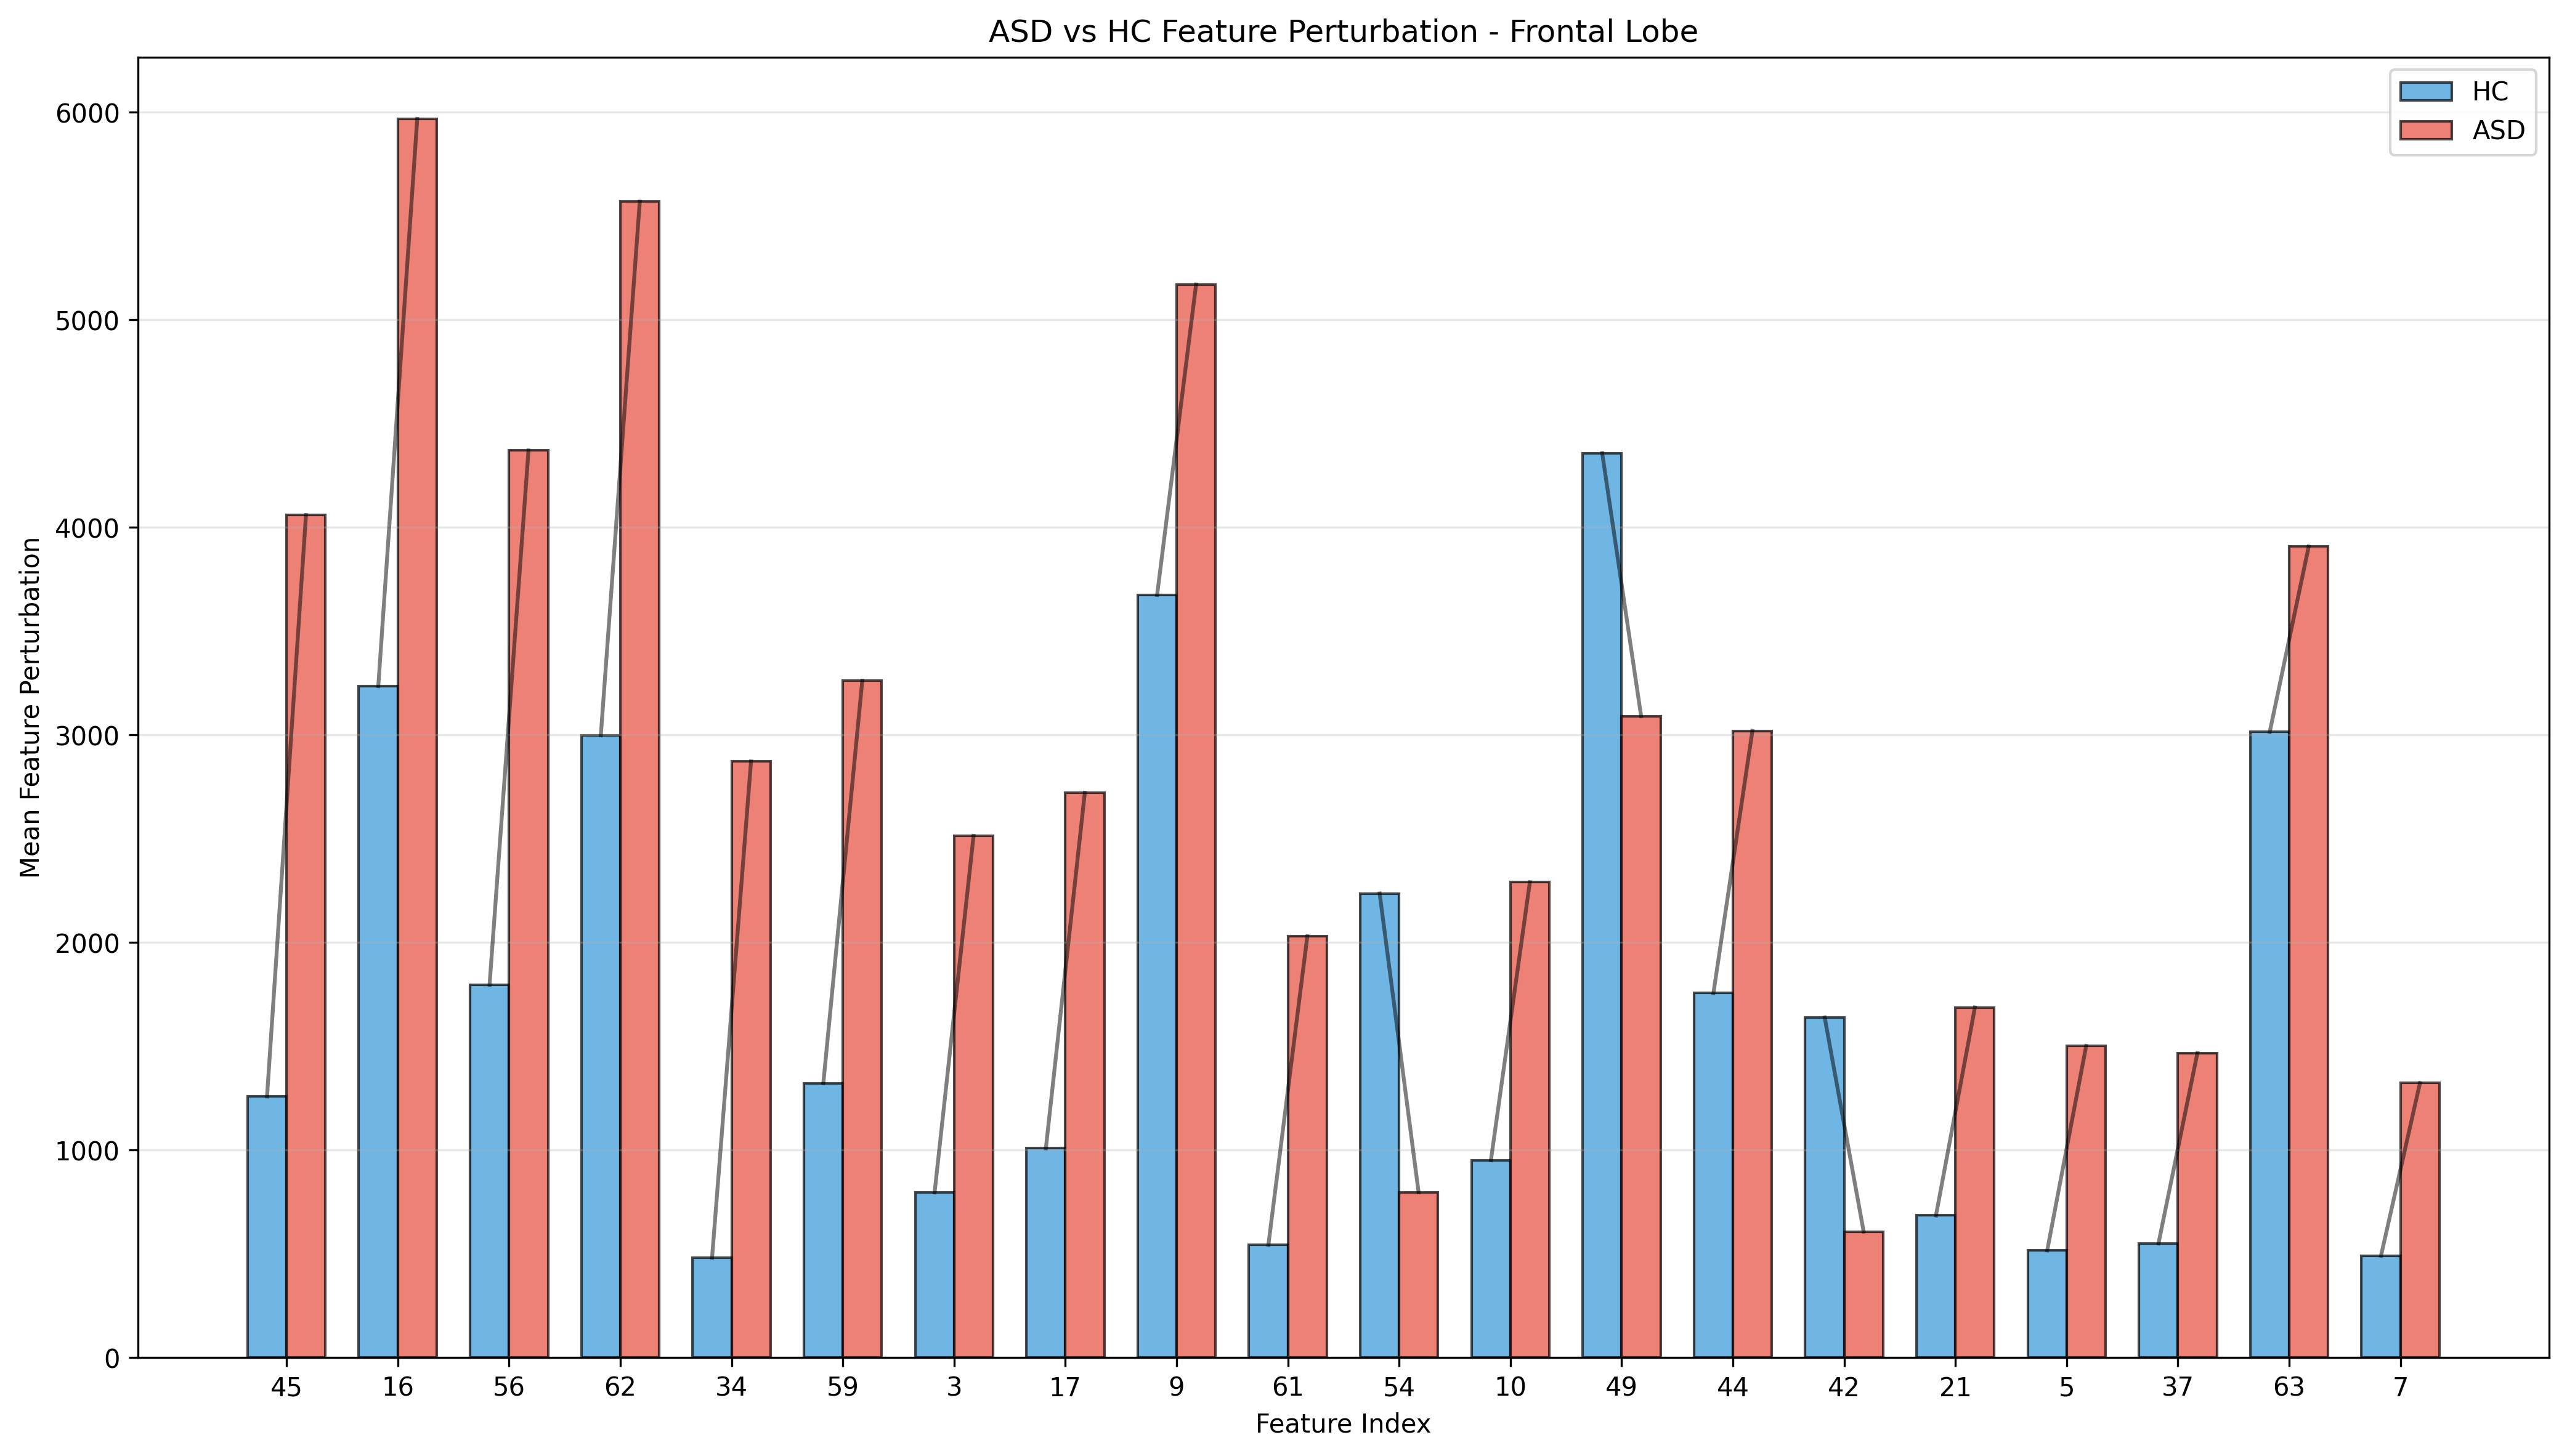 ASD vs HC Feature Perturbation - Frontal Lobe
HC
ASD
Mean Feature Perturbation
6000
5000
4000
3000
2000
1000
0
45 16 56 62 34 59 3 17 9 61 54 10 49 44 42 21 5 37 63 7
Feature Index